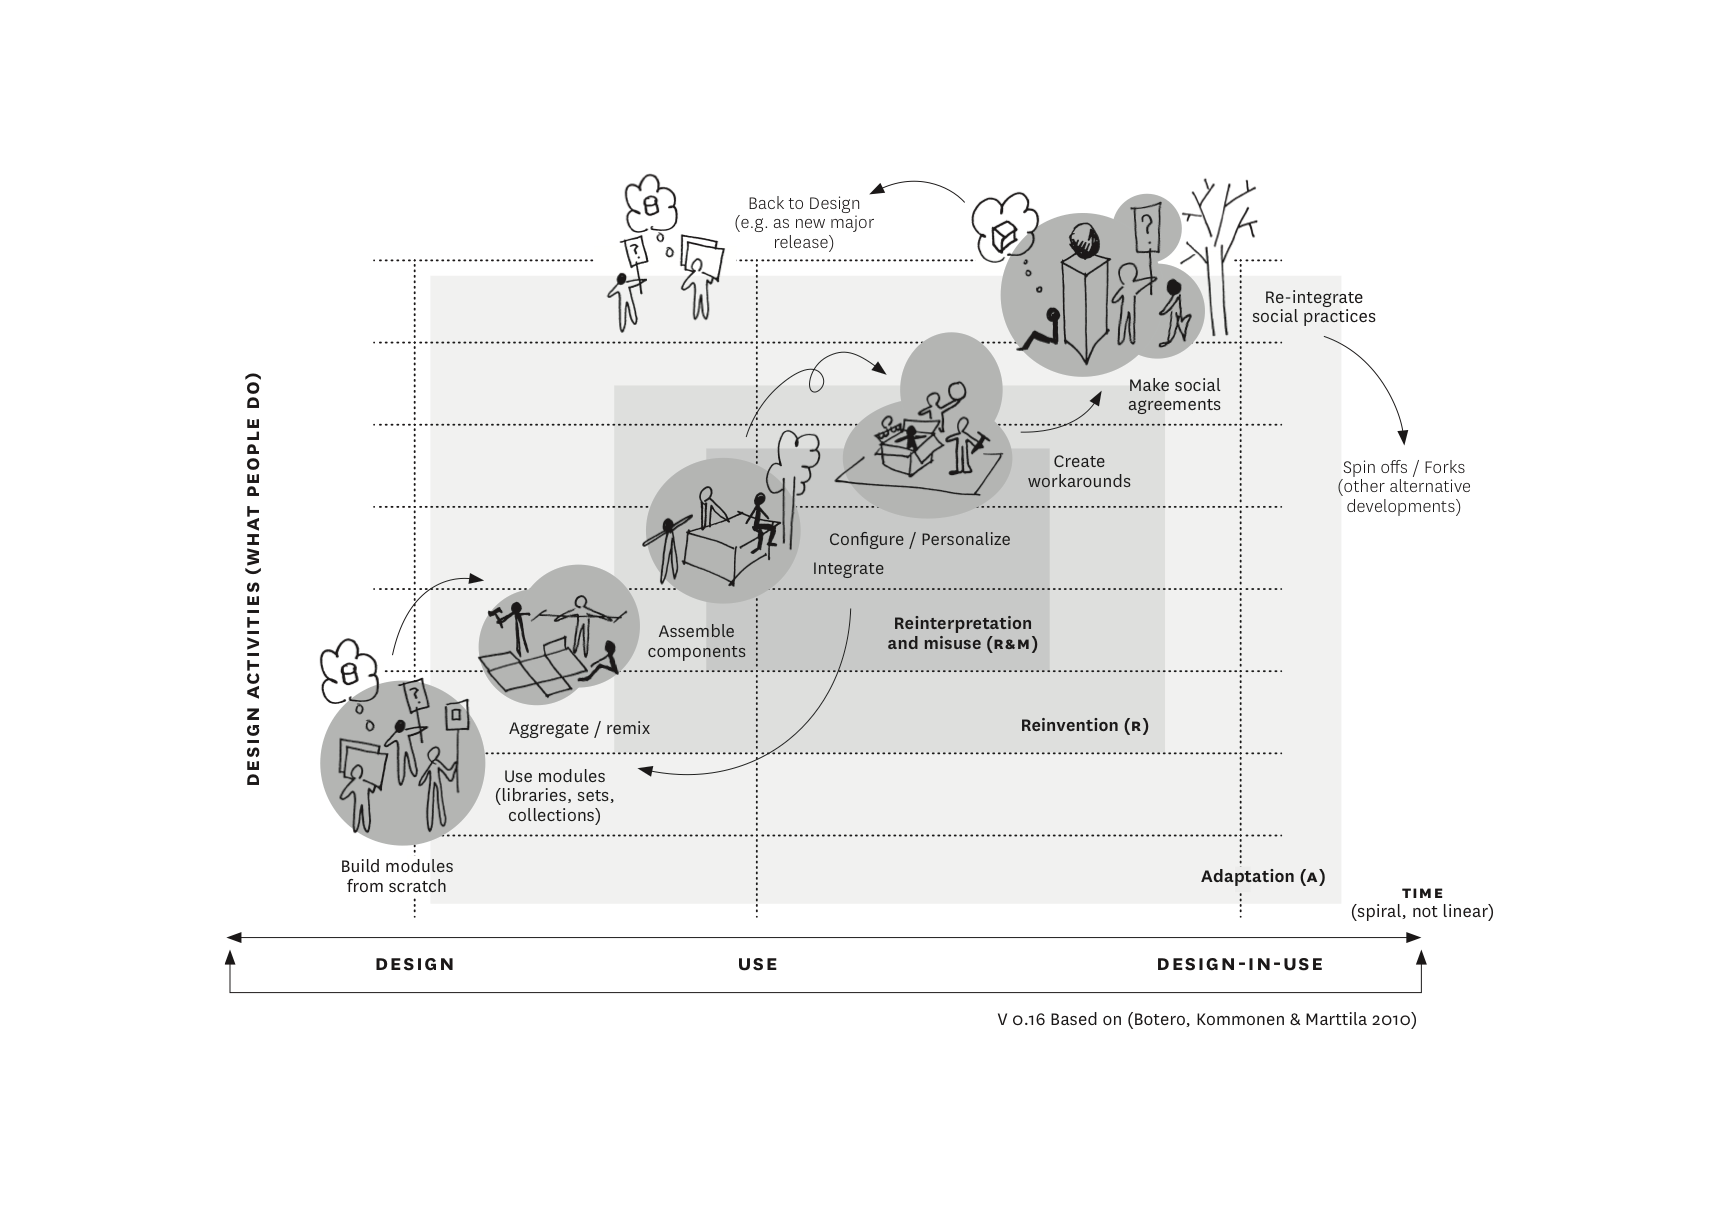 ?
Back to Design
(e.g. as new major
release)
?
Re-integrate
social practices
Make social
agreements
Create
workarounds
Spin offs / Forks
(other alternative
developments)
Configure / Personalize
Integrate
Reinterpretation
and misuse (R&M)
Assemble
components
Reinvention (R)
Aggregate / remix
Use modules
(libraries, sets,
collections)
?
Build modules
from scratch
Adaptation (A)
DESIGN ACTIVITIES (WHAT PEOPLE DO)
TIME
(spiral, not linear)
DESIGN
USE
DESIGN-IN-USE
V 0.16 Based on (Botero, Kommonen & Marttila 2010)